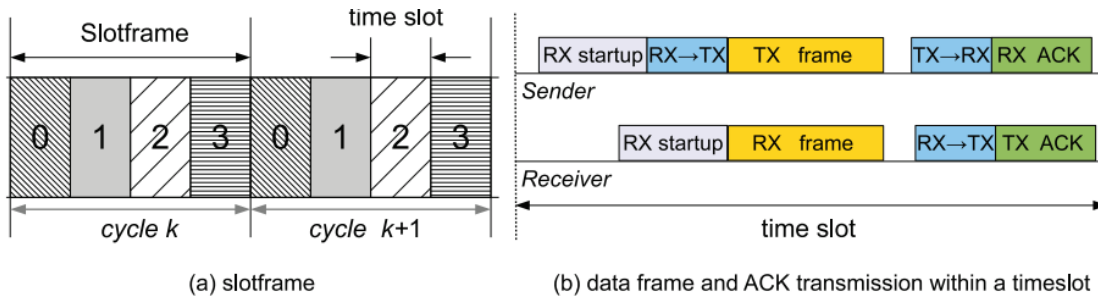 Slotframe
time slot
0 1 2 3 0 1 2 3
cycle k
cycle k+1
(a) slotframe
RX startup RX→TX TX frame TX→RX RX ACK
Sender
RX startup RX frame RX→TX TX ACK
Receiver
time slot
(b) data frame and ACK transmission within a timeslot